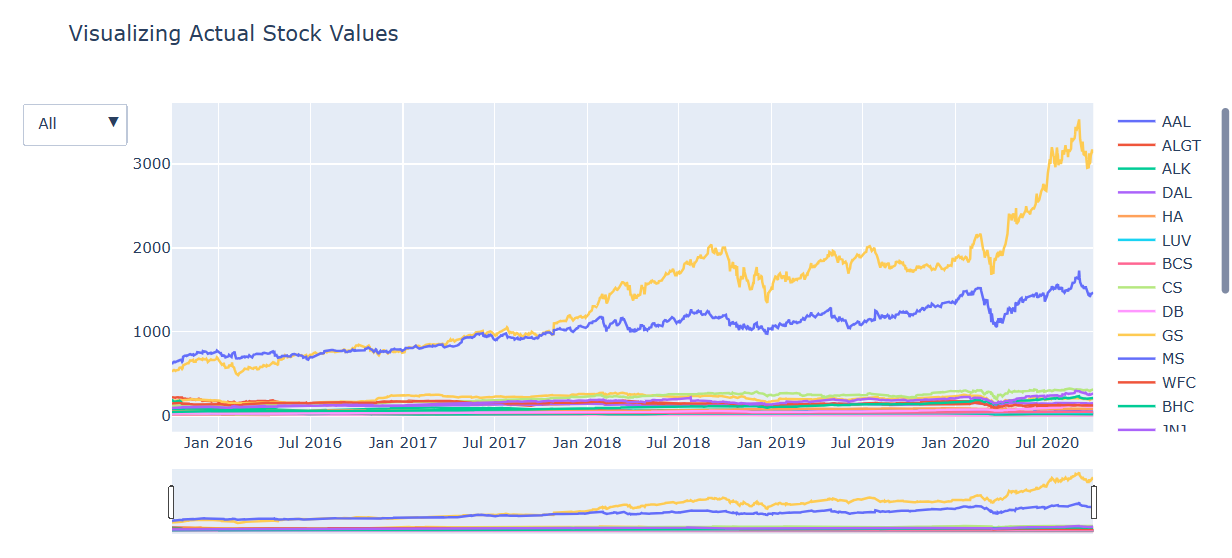 Visualizing Actual Stock Values
All ▼
3000
2000
1000
0
Jan 2016 Jul 2016 Jan 2017 Jul 2017 Jan 2018 Jul 2018 Jan 2019 Jul 2019 Jan 2020 Jul 2020
AAL
ALGT
ALK
DAL
HA
LUV
BCS
CS
DB
GS
MS
WFC
BHC
JNJ